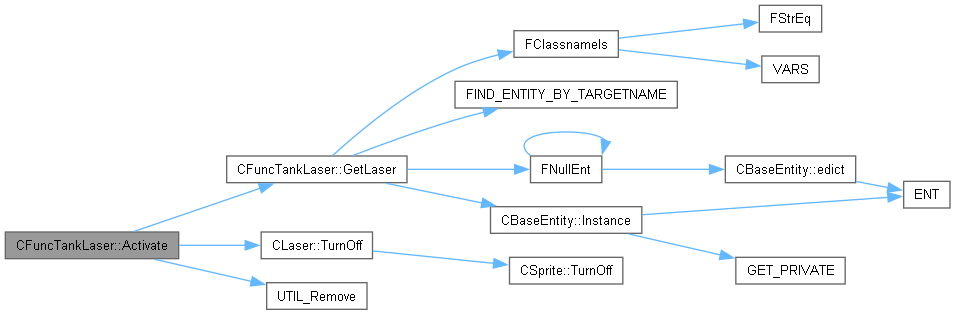 FStrEq
FClassnameIs
VARS
FIND_ENTITY_BY_TARGETNAME
CFuncTankLaser::GetLaser
FNullEnt
CBaseEntity::edict
ENT
CBaseEntity::Instance
CFuncTankLaser::Activate
CLaser::TurnOff
CSprite::TurnOff
GET_PRIVATE
UTIL_Remove